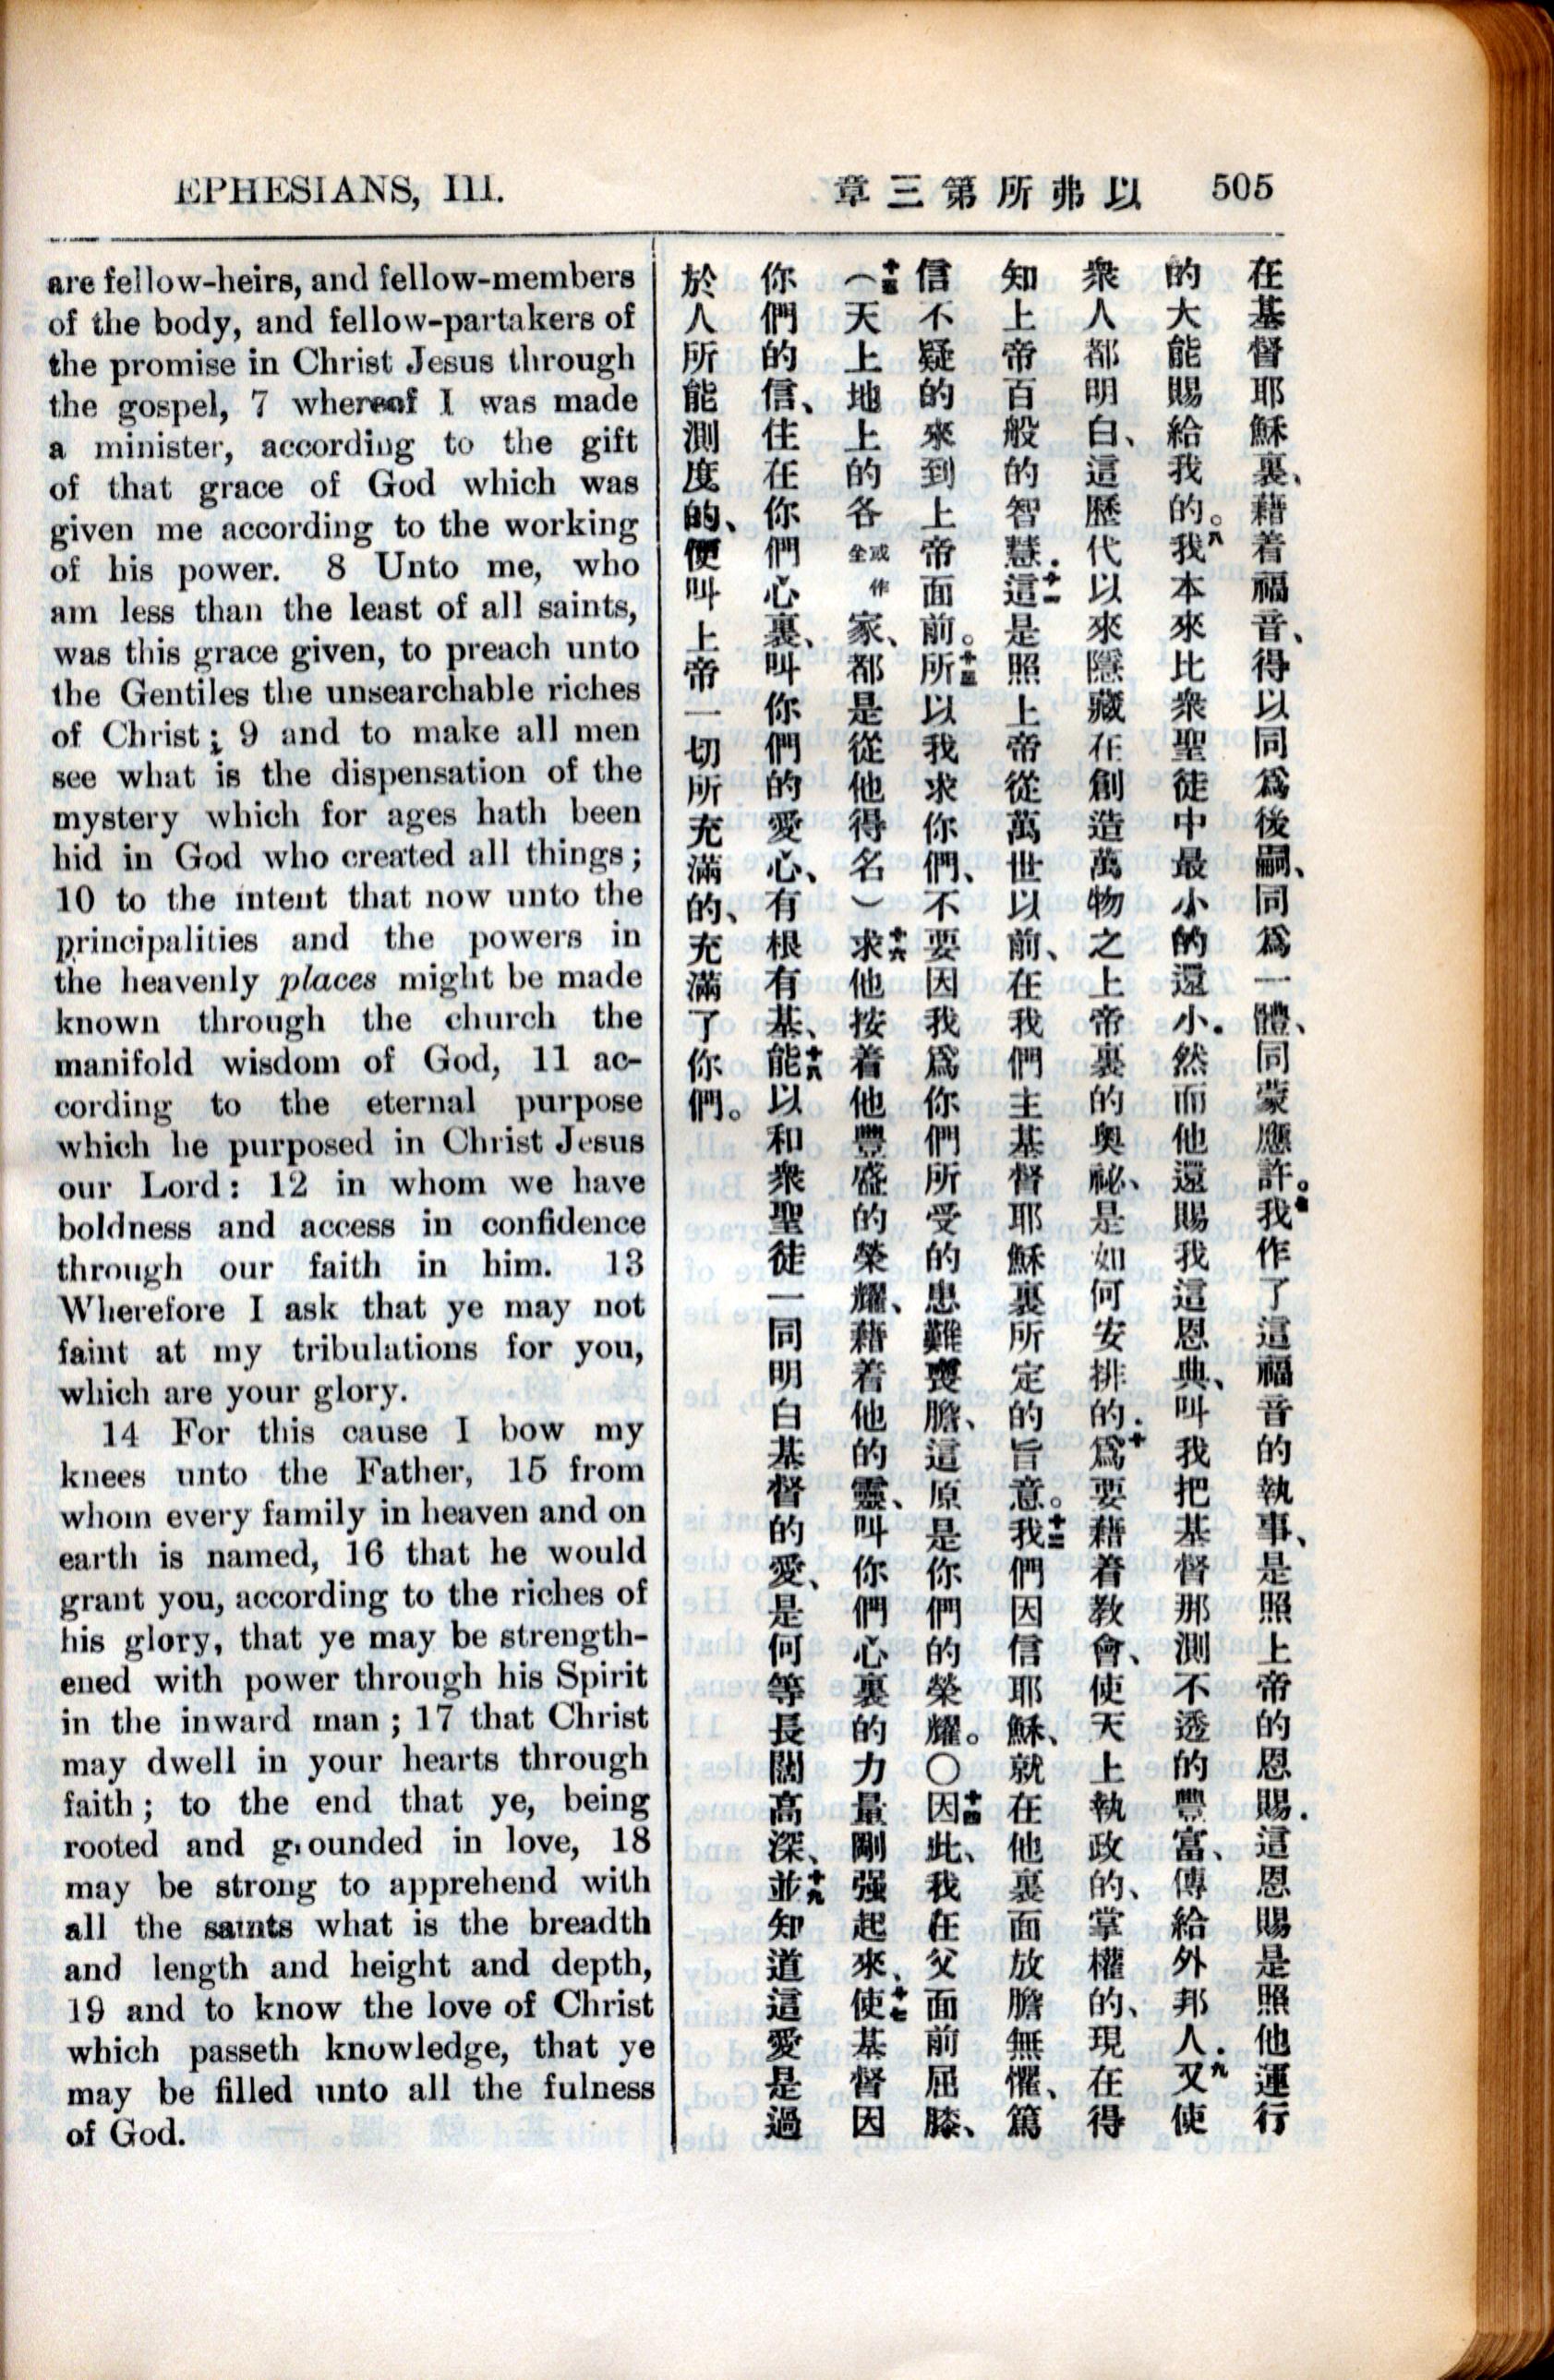 EPHESIANS, III.
以弗所第三章 505
are fellow-heirs, and fellow-members
of the body, and fellow-partakers of
the promise in Christ Jesus through
the gospel, 7 whereof I was made
a minister, according to the gift
of that grace of God which was
given me according to the working
of his power. 8 Unto me, who
am less than the least of all saints,
was this grace given, to preach unto
the Gentiles the unsearchable riches
of Christ; 9 and to make all men
see what is the dispensation of the
mystery which for ages hath been
hid in God who created all things;
10 to the intent that now unto the
principalities and the powers in
the heavenly places might be made
known through the church the
manifold wisdom of God, 11 ac-
cording to the eternal purpose
which he purposed in Christ Jesus
our Lord: 12 in whom we have
boldness and access in confidence
through our faith in him. 13
Wherefore I ask that ye may not
faint at my tribulations for you,
which are your glory.
14 For this cause I bow my
knees unto the Father, 15 from
whom every family in heaven and on
earth is named, 16 that he would
grant you, according to the riches of
his glory, that ye may be strength-
ened with power through his Spirit
in the inward man; 17 that Christ
may dwell in your hearts through
faith; to the end that ye, being
rooted and grounded in love, 18
may be strong to apprehend with
all the saints what is the breadth
and length and height and depth,
19 and to know the love of Christ
which passeth knowledge, that ye
may be filled unto all the fulness
of God.
在基督耶穌裏、藉着福音、得以同爲後嗣、同爲一體、同蒙應許。七我作了這福音的執事、是照上帝的恩賜.這恩賜是照他運行
的大能賜給我的。八我本來比衆聖徒中最小的還小.然而他還賜我這恩典、叫我把基督那測不透的豐富、傳給外邦人.九又使
衆人都明白、這歷代以來隱藏在創造萬物之上帝裏的奧祕、是如何安排的.十爲要藉着教會、使天上執政的、掌權的、現在得
知上帝百般的智慧.十一這是照上帝從萬世以前、在我們主基督耶穌裏所定的旨意。十二我們因信耶穌、就在他裏面放膽無懼、篤
信不疑的來到上帝面前。十三所以我求你們、不要因我爲你們所受的患難喪膽、這原是你們的榮耀。〇十四因此、我在父面前屈膝、
十五（天上地上的各或作全家、都是從他得名）十六求他按着他豐盛的榮耀、藉着他的靈、叫你們心裏的力量剛强起來、十七使基督因
你們的信、住在你們心裏、叫你們的愛心、有根有基、十八能以和衆聖徒一同明白基督的愛、是何等長闊高深、十九並知道這愛是過
於人所能測度的、便叫上帝一切所充滿的、充滿了你們。